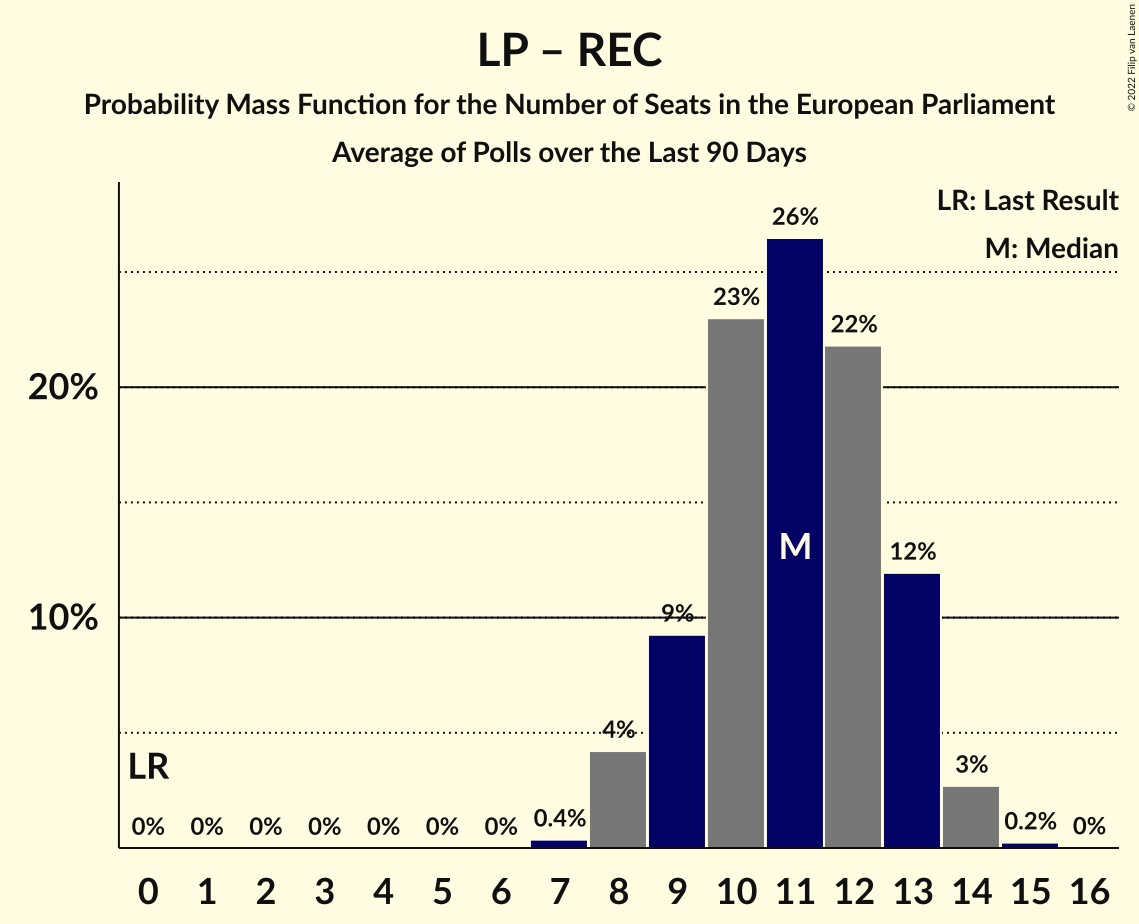 LP – REC
Probability Mass Function for the Number of Seats in the European Parliament
Average of Polls over the Last 90 Days
© 2022 Filip van Laenen
LR: Last Result
M: Median
26%
23%
22%
20%
M
12%
10%
9%
4%
LR
3%
0% 0% 0% 0% 0% 0% 0% 0.4% 0.2% 0%
0 1 2 3 4 5 6 7 8 9 10 11 12 13 14 15 16